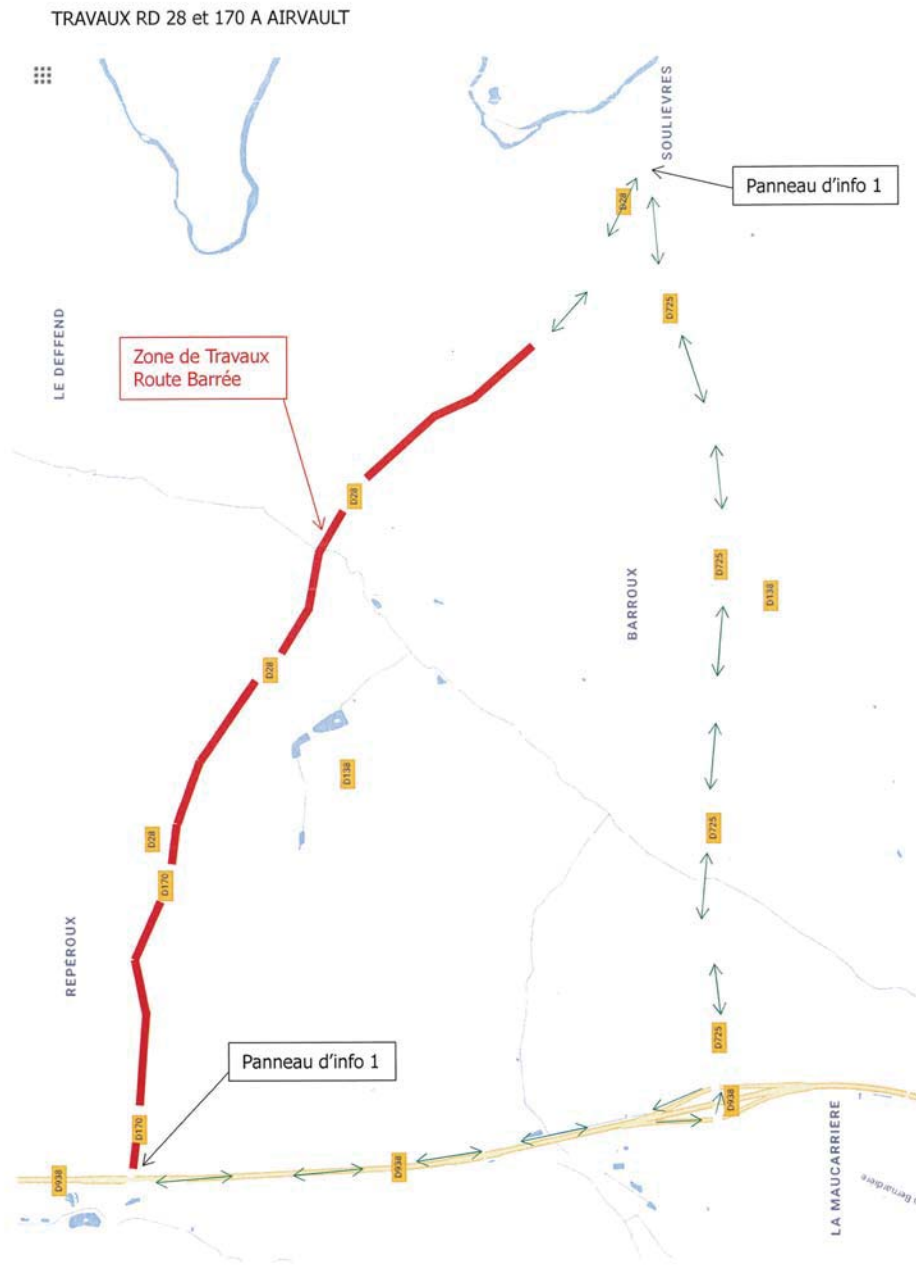 TRAVAUX RD 28 et 170 A AIRVAULT
SOULIEVRES
Panneau d'info 1
D28
D725
LE DEFFEND
Zone de Travaux
Route Barrée
D28
D725
BARROUX
D138
D28
D138
D725
D28
D170
REPÉROUX
D725
Panneau d'info 1
D938
D170
D938
D938
LA MAUCARRIERE
Bernardiere